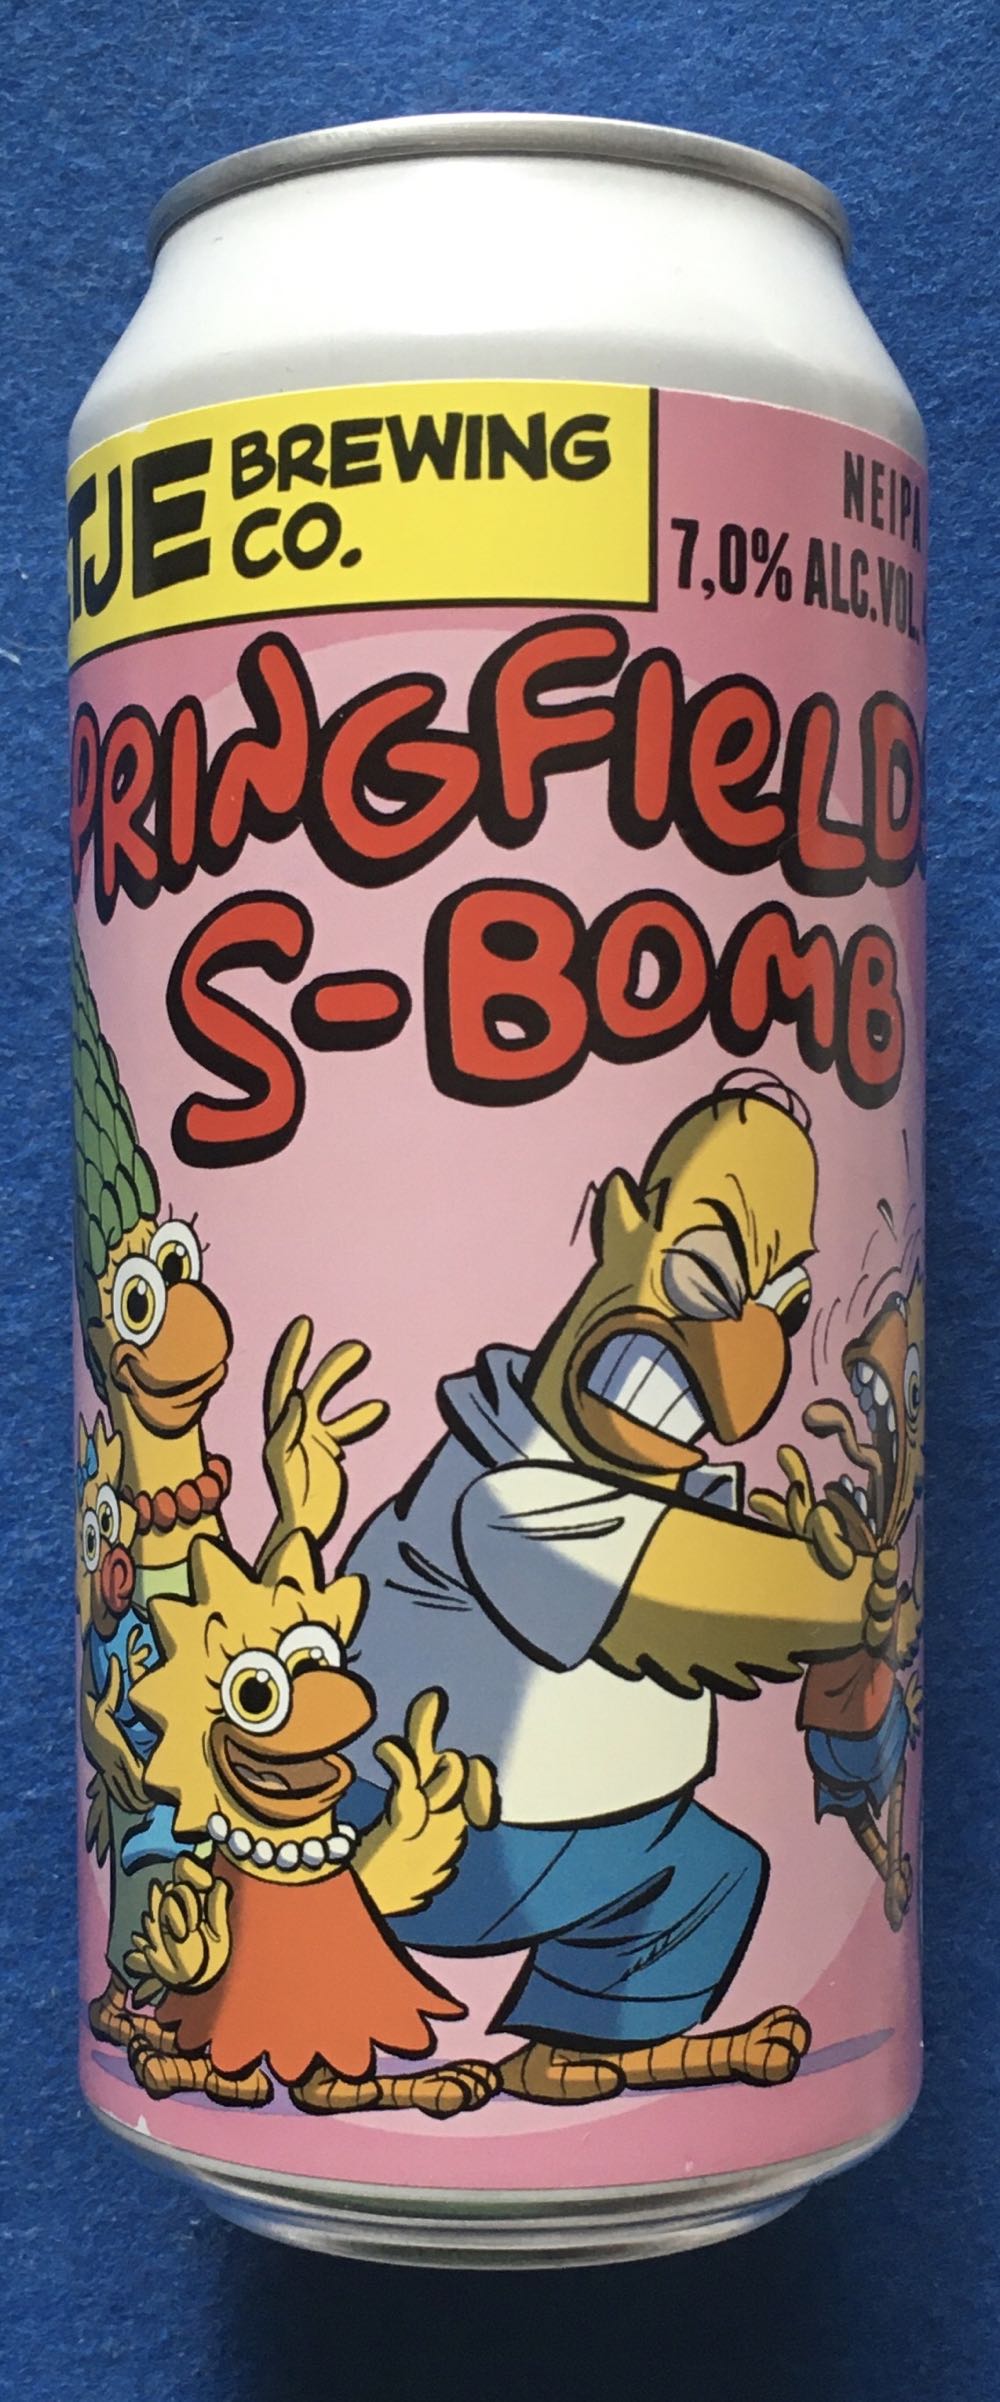 TJE BREWING CO.
NEIPA
7,0% ALC.VOL.
PRINGFIELD
S-BOMB